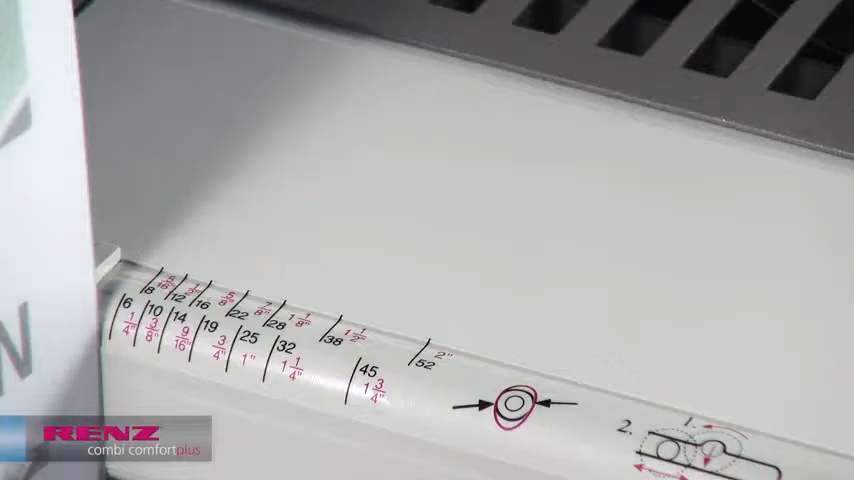 8 5/16" 12 1/2" 16 5/8" 22 7/8" 28 1 1/8" 38 1 1/2" 52 2"
6 1/4" 10 3/8" 14 9/16" 19 3/4" 25 1" 32 1 1/4" 45 1 3/4"
2. 1.
N
RENZ
combi comfortplus